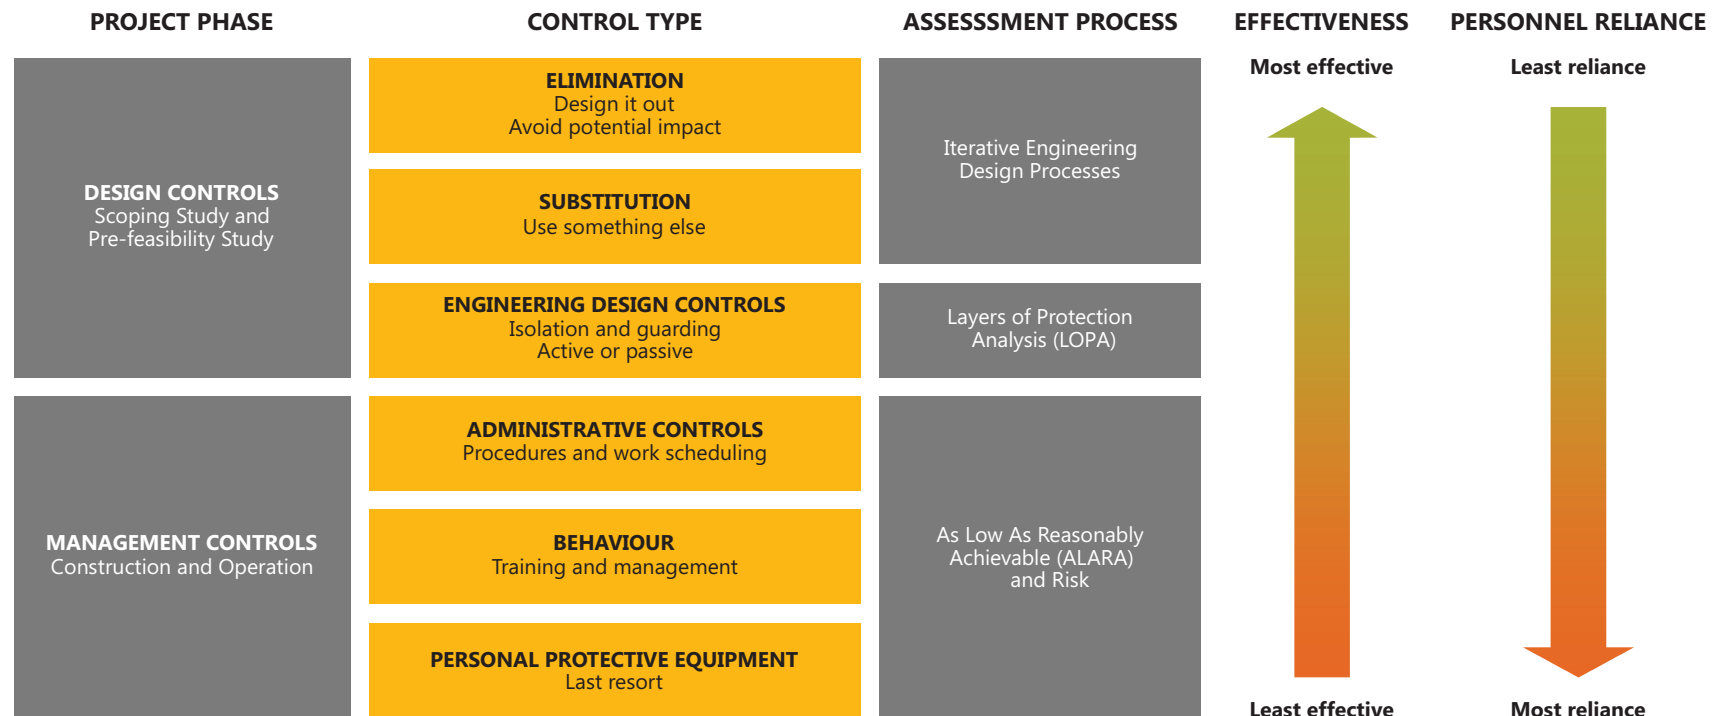 PROJECT PHASE
CONTROL TYPE
ASSESSSMENT PROCESS
EFFECTIVENESS
PERSONNEL RELIANCE
DESIGN CONTROLS
Scoping Study and
Pre-feasibility Study
MANAGEMENT CONTROLS
Construction and Operation
ELIMINATION
Design it out
Avoid potential impact
SUBSTITUTION
Use something else
ENGINEERING DESIGN CONTROLS
Isolation and guarding
Active or passive
ADMINISTRATIVE CONTROLS
Procedures and work scheduling
BEHAVIOUR
Training and management
PERSONAL PROTECTIVE EQUIPMENT
Last resort
Iterative Engineering
Design Processes
Layers of Protection
Analysis (LOPA)
As Low As Reasonably
Achievable (ALARA)
and Risk
Most effective
Least effective
Least reliance
Most reliance